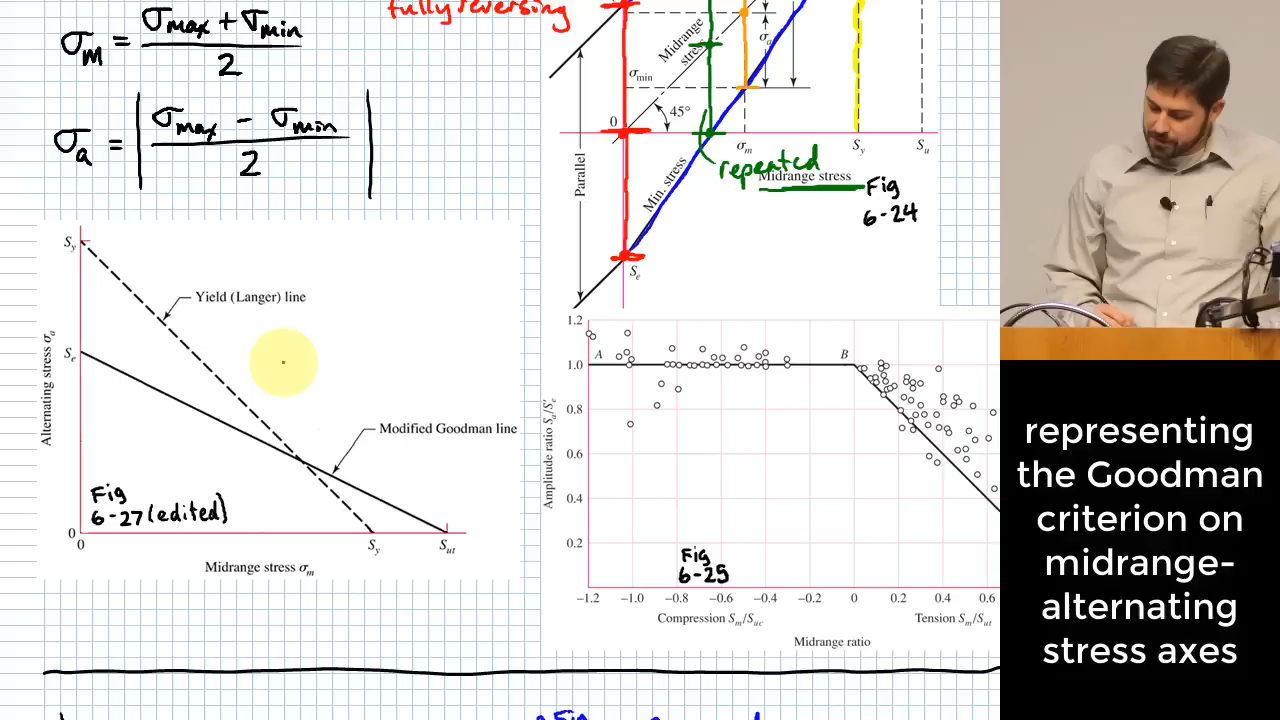 fully reversing
σm = σmax + σmin / 2
σa = | σmax − σmin / 2 |
Midrange stress
σa
σmin
0
45°
σm
Sy
Su
Parallel
Min. stress
repeated
Midrange stress
Fig
6-24
Se
Sy
Yield (Langer) line
Se
Alternating stress σa
Modified Goodman line
Fig
6-27 (edited)
0
0
Sy
Sut
Midrange stress σm
1.2
A
B
1.0
0.8
0.6
0.4
0.2
Amplitude ratio Sa/S′e
Fig
6-25
−1.2 −1.0 −0.8 −0.6 −0.4 −0.2 0 0.2 0.4 0.6
Compression Sm/Suc
Tension Sm/Sut
Midrange ratio
representing
the Goodman
criterion on
midrange-
alternating
stress axes